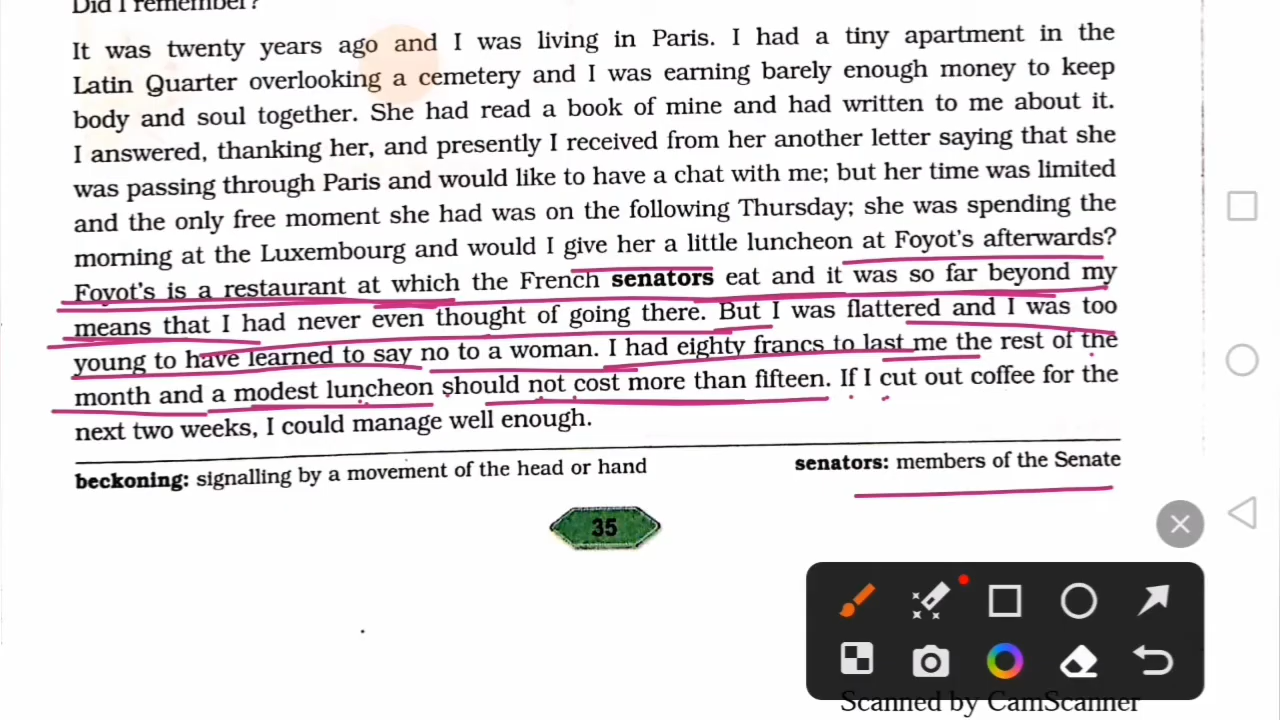 Did I remember?
It was twenty years ago and I was living in Paris. I had a tiny apartment in the
Latin Quarter overlooking a cemetery and I was earning barely enough money to keep
body and soul together. She had read a book of mine and had written to me about it.
I answered, thanking her, and presently I received from her another letter saying that she
was passing through Paris and would like to have a chat with me; but her time was limited
and the only free moment she had was on the following Thursday; she was spending the
morning at the Luxembourg and would I give her a little luncheon at Foyot's afterwards?
Foyot's is a restaurant at which the French senators eat and it was so far beyond my
means that I had never even thought of going there. But I was flattered and I was too
young to have learned to say no to a woman. I had eighty francs to last me the rest of the
month and a modest luncheon should not cost more than fifteen. If I cut out coffee for the
next two weeks, I could manage well enough.
beckoning: signalling by a movement of the head or hand
senators: members of the Senate
35
Scanned by CamScanner